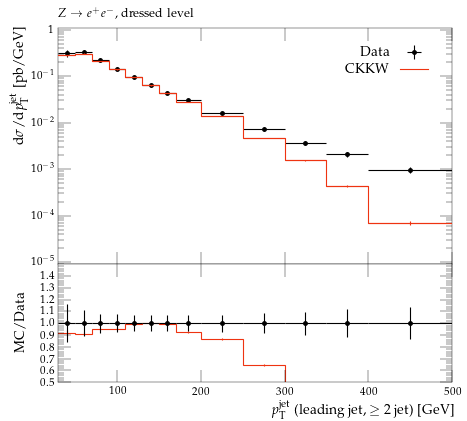 Z → e⁺e⁻, dressed level
dσ/dp_T^jet [pb/GeV]
1
10⁻¹
10⁻²
10⁻³
10⁻⁴
10⁻⁵
Data
CKKW
MC/Data
1.4
1.3
1.2
1.1
1.0
0.9
0.8
0.7
0.6
0.5
100 200 300 400 500
p_T^jet (leading jet, ≥ 2 jet) [GeV]